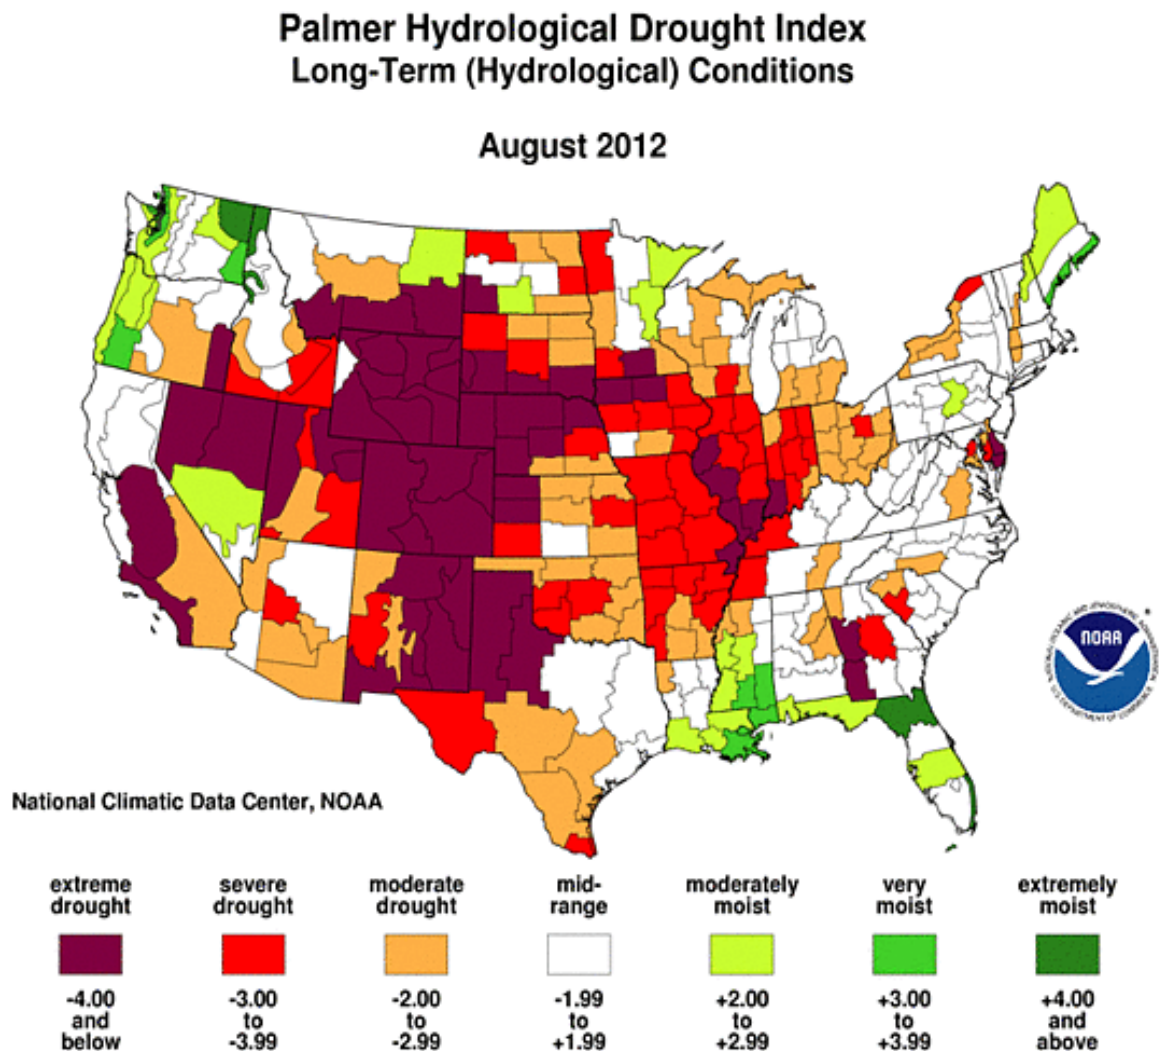 Palmer Hydrological Drought Index
Long-Term (Hydrological) Conditions
August 2012
NOAA
National Climatic Data Center, NOAA
extreme drought
severe drought
moderate drought
mid-range
moderately moist
very moist
extremely moist
-4.00 and below
-3.00 to -3.99
-2.00 to -2.99
-1.99 to +1.99
+2.00 to +2.99
+3.00 to +3.99
+4.00 and above